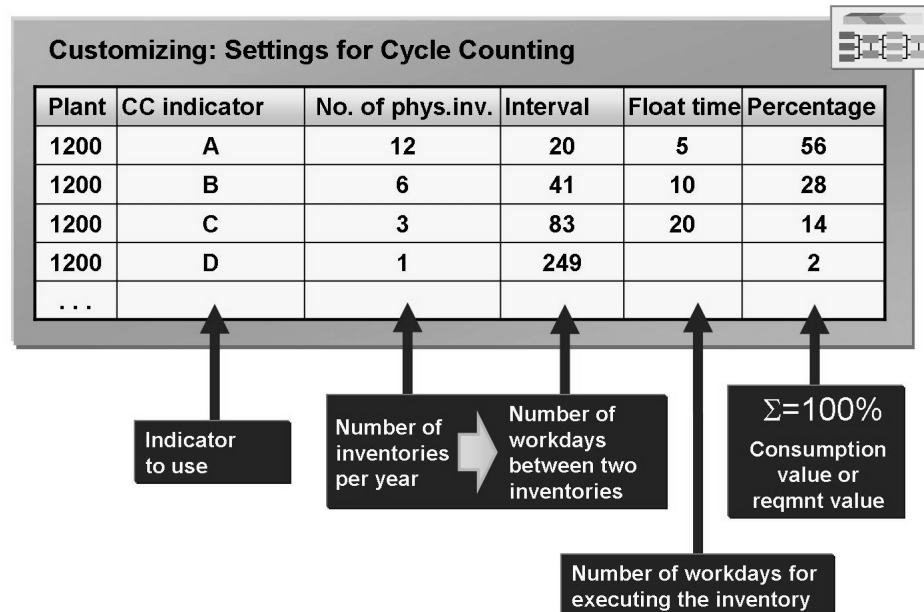 Customizing: Settings for Cycle Counting
Plant CC indicator No. of phys.inv. Interval Float time Percentage
1200 A 12 20 5 56
1200 B 6 41 10 28
1200 C 3 83 20 14
1200 D 1 249 2
. . .
Indicator
to use
Number of
inventories
per year
Number of
workdays
between two
inventories
Σ=100%
Consumption
value or
reqmnt value
Number of workdays for
executing the inventory